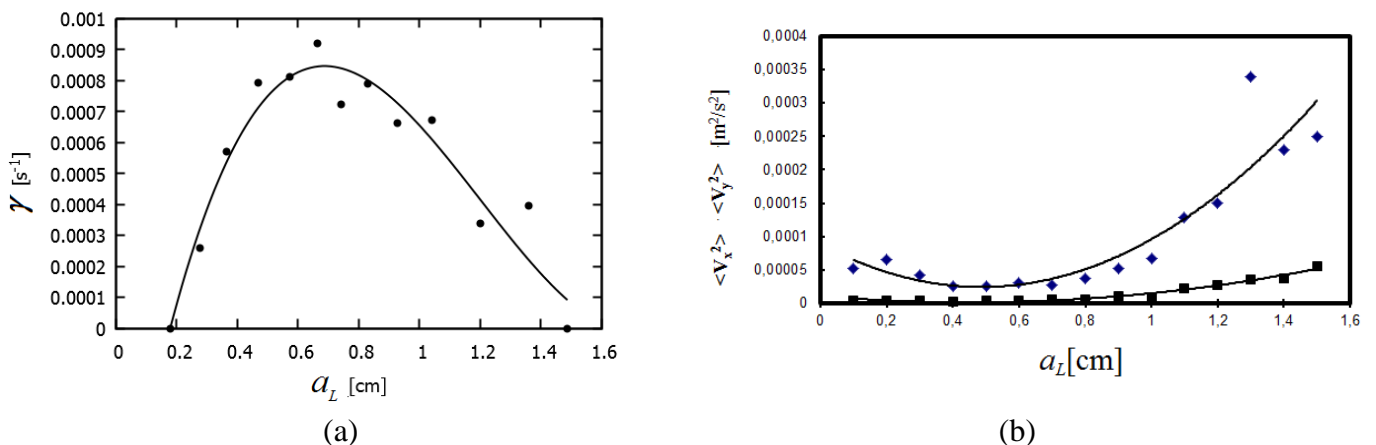 0.001
0.0009
0.0008
0.0007
0.0006
0.0005
0.0004
0.0003
0.0002
0.0001
0
γ [s⁻¹]
0 0.2 0.4 0.6 0.8 1 1.2 1.4 1.6
a_L [cm]
(a)
0,0004
0,00035
0,0003
0,00025
0,0002
0,00015
0,0001
0,00005
0
<Vₓ²> · <V_y²> [m²/s²]
0 0,2 0,4 0,6 0,8 1 1,2 1,4 1,6
a_L[cm]
(b)